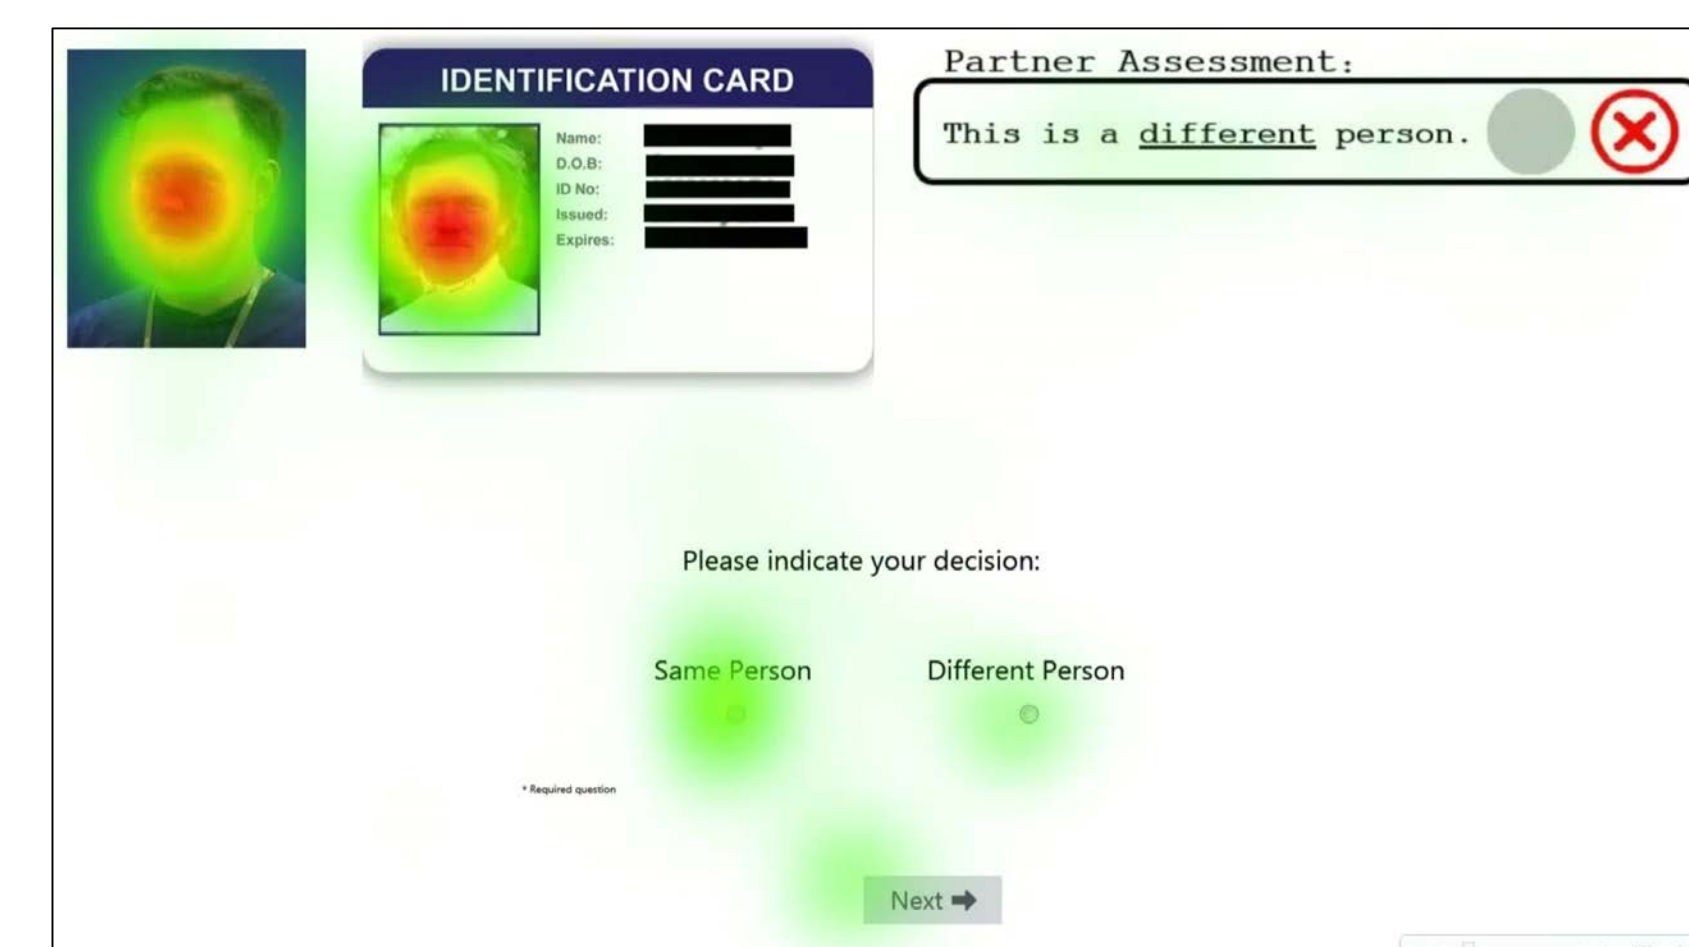 IDENTIFICATION CARD
Name:
D.O.B:
ID No:
Issued:
Expires:
Partner Assessment:
This is a different person.
Please indicate your decision:
Same Person
Different Person
* Required question
Next